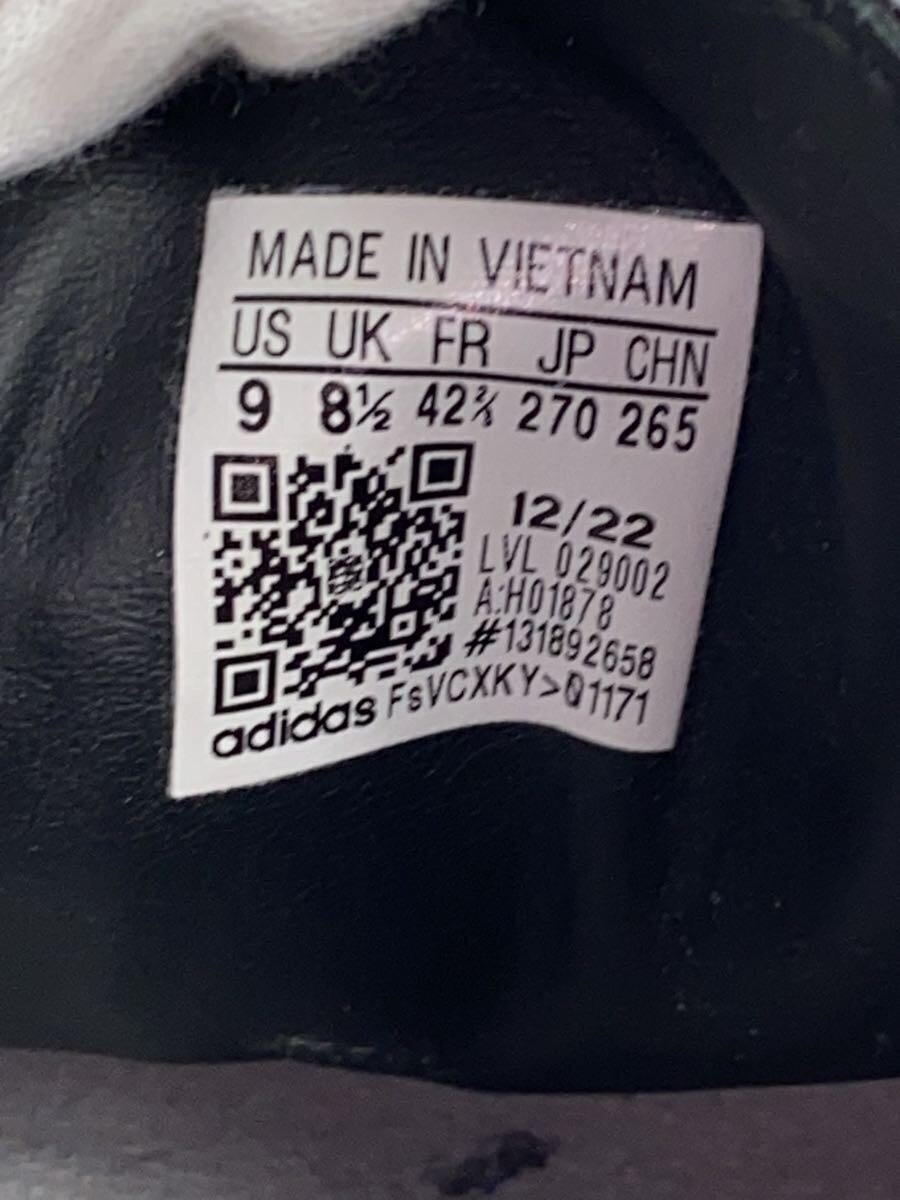 MADE IN VIETNAM
US UK FR JP CHN
9 8½ 42⅔ 270 265
12/22
LVL 029002
A:H01878
#131892658
adidas FsVCXKY>Q1171